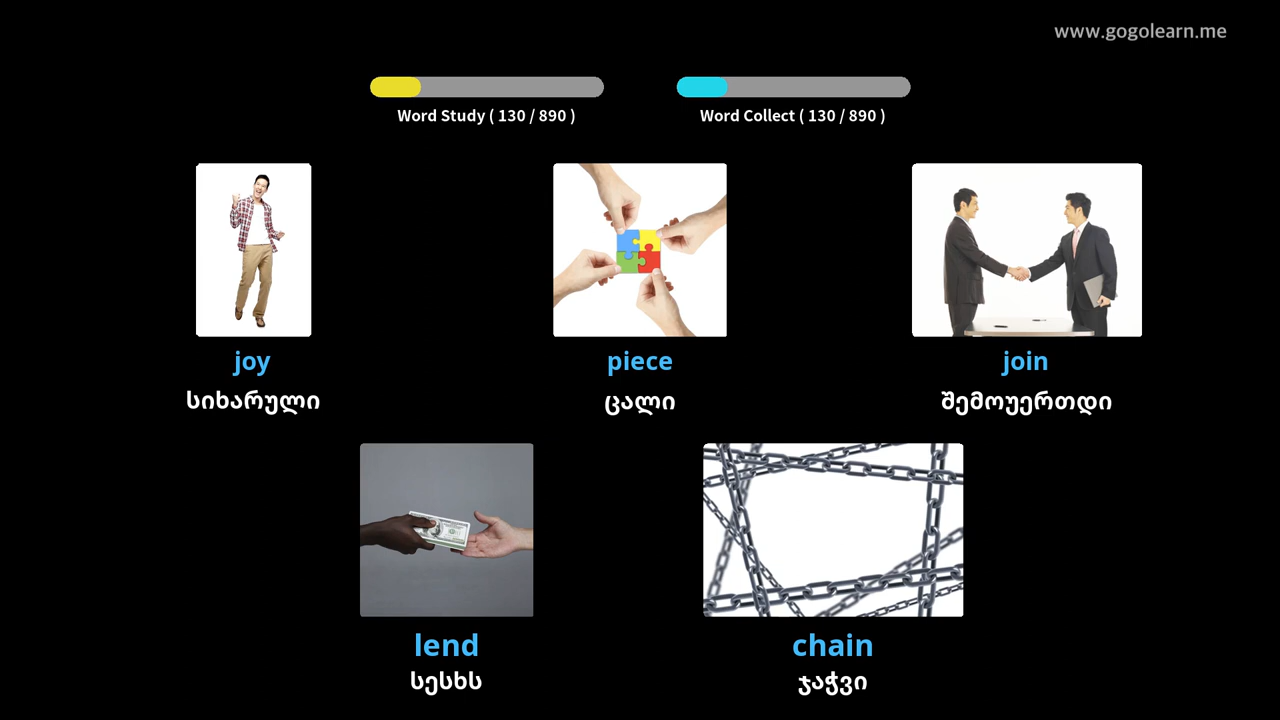 www.gogolearn.me
Word Study ( 130 / 890 )
Word Collect ( 130 / 890 )
joy
სიხარული
piece
ცალი
join
შემოუერთდი
lend
სესხს
chain
ჯაჭვი